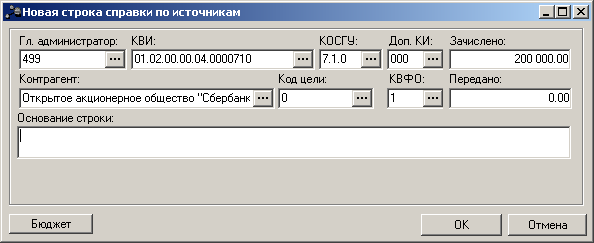 Новая строка справки по источникам
Гл. администратор: КВИ: КОСГУ: Доп. КИ: Зачислено:
499 ... 01.02.00.00.04.0000710 ... 7.1.0 ... 000 ... 200 000.00
Контрагент: Код цели: КВФО: Передано:
Открытое акционерное общество "Сбербанк ... 0 ... 1 ... 0.00
Основание строки:
Бюджет OK Отмена